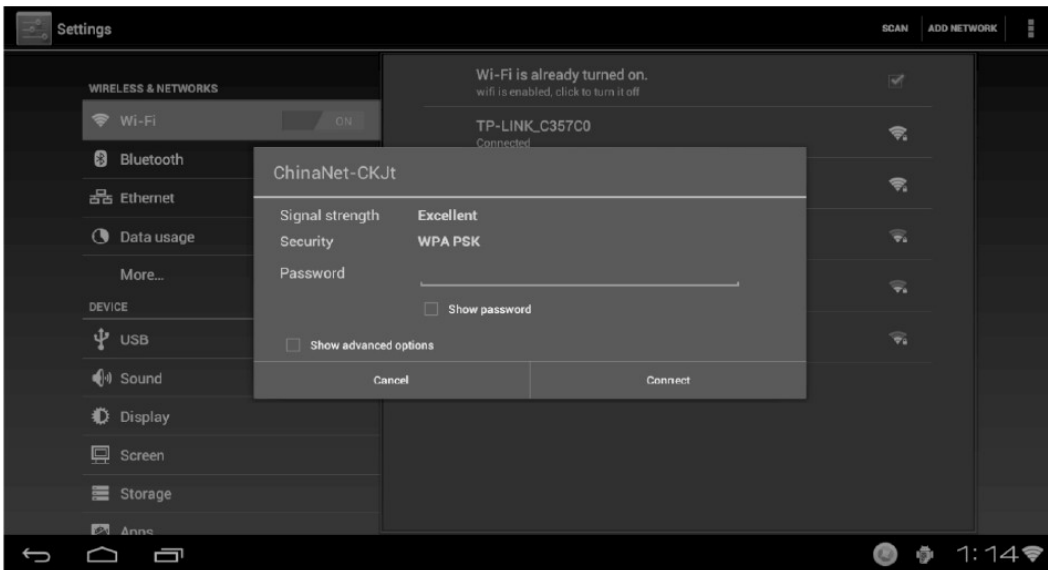 Settings
SCAN
ADD NETWORK
WIRELESS & NETWORKS
Wi-Fi
ON
Bluetooth
Ethernet
Data usage
More...
DEVICE
USB
Sound
Display
Screen
Storage
Apps
Wi-Fi is already turned on.
wifi is enabled, click to turn it off
TP-LINK_C357C0
Connected
ChinaNet-CKJt
Signal strength Excellent
Security WPA PSK
Password
Show password
Show advanced options
Cancel
Connect
1:14